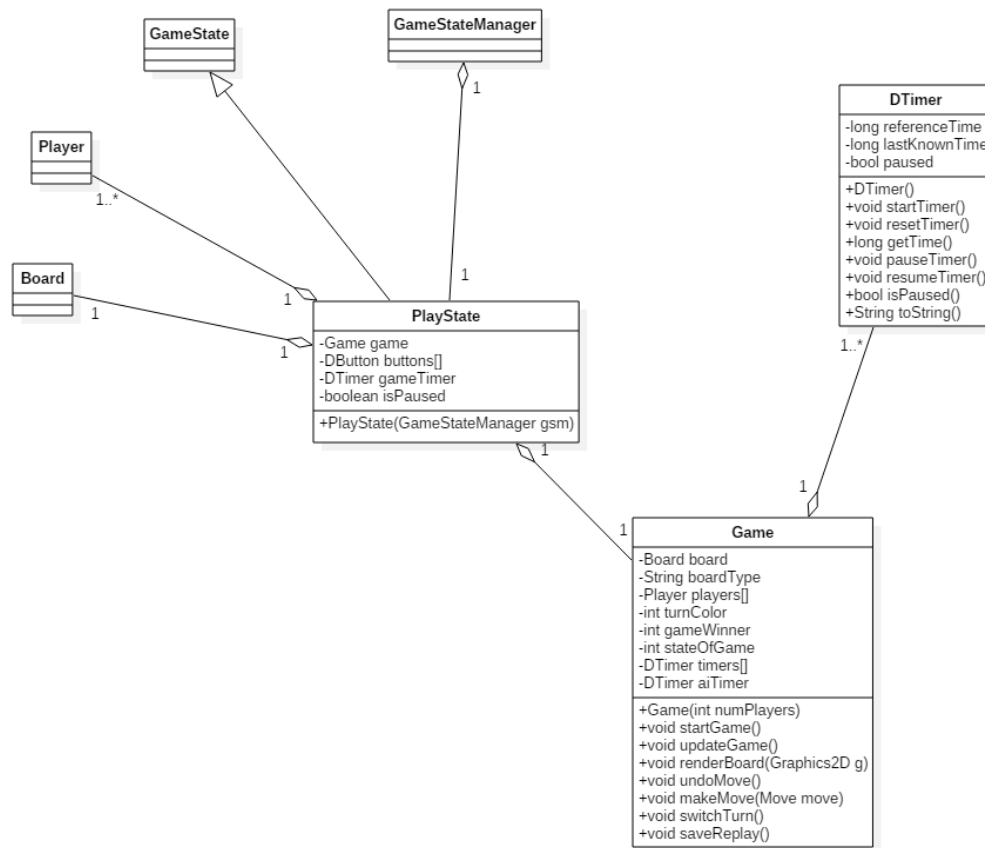 GameState
GameStateManager
1
Player
1..*
Board
1
1
1
1
PlayState
-Game game
-DButton buttons[]
-DTimer gameTimer
-boolean isPaused
+PlayState(GameStateManager gsm)
1
1
DTimer
-long referenceTime
-long lastKnownTime
-bool paused
+DTimer()
+void startTimer()
+void resetTimer()
+long getTime()
+void pauseTimer()
+void resumeTimer()
+bool isPaused()
+String toString()
1..*
1
Game
-Board board
-String boardType
-Player players[]
-int turnColor
-int gameWinner
-int stateOfGame
-DTimer timers[]
-DTimer aiTimer
+Game(int numPlayers)
+void startGame()
+void updateGame()
+void renderBoard(Graphics2D g)
+void undoMove()
+void makeMove(Move move)
+void switchTurn()
+void saveReplay()